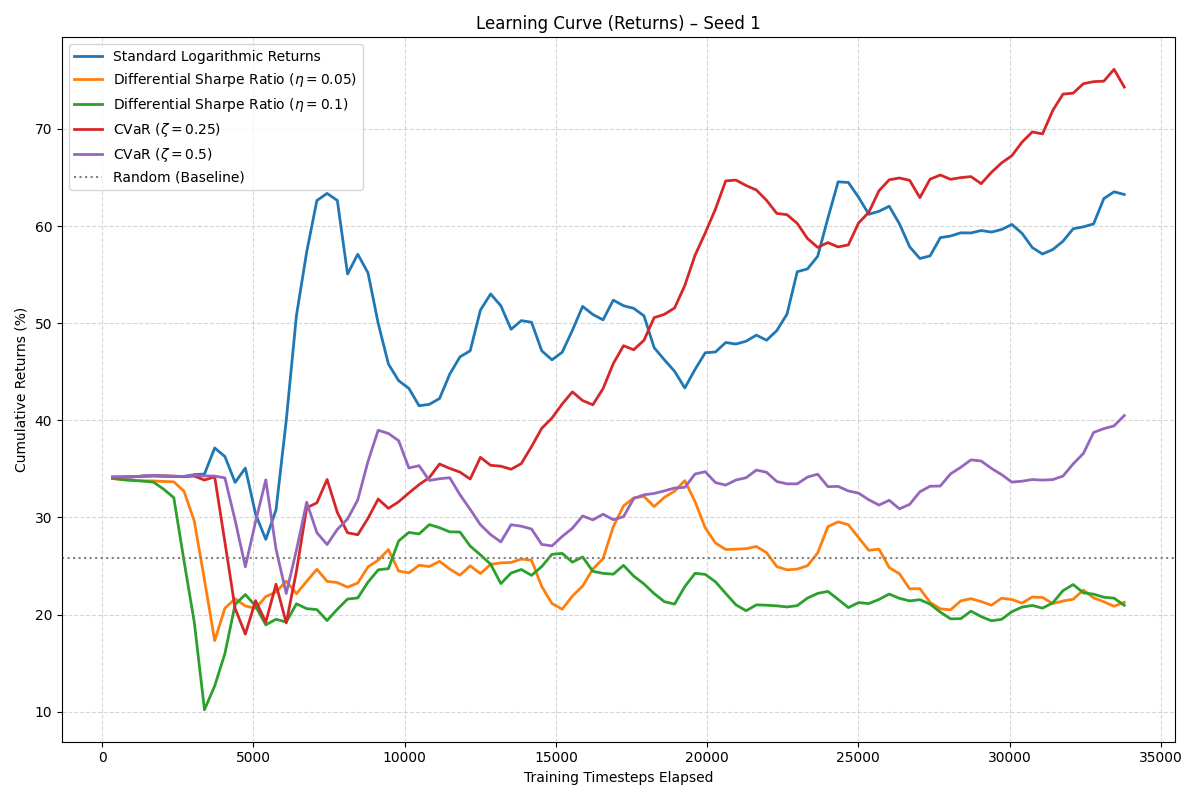 Learning Curve (Returns) – Seed 1
Standard Logarithmic Returns
Differential Sharpe Ratio (η = 0.05)
Differential Sharpe Ratio (η = 0.1)
CVaR (ζ = 0.25)
CVaR (ζ = 0.5)
Random (Baseline)
Cumulative Returns (%)
70
60
50
40
30
20
10
0 5000 10000 15000 20000 25000 30000 35000
Training Timesteps Elapsed